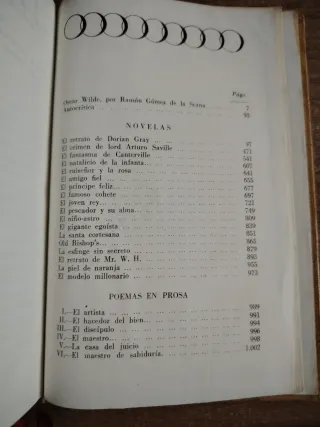 Págs.
Oscar Wilde, por Ramón Gómez de la Serna ... 7
Autocrítica ... 93
NOVELAS
El retrato de Dorian Gray ... 97
El crimen de lord Arturo Saville
El fantasma de Canterville ... 471
El natalicio de la infanta
El ruiseñor y la rosa
El amigo fiel ... 641
El príncipe feliz ... 655
El famoso cohete ... 677
El joven rey ... 697
El pescador y su alma ... 749
El niño-astro
El gigante egoísta ... 839
La santa cortesana ... 851
Old Bishop's ... 865
La esfinge sin secreto ... 879
El retrato de Mr. W. H. ... 893
La piel de naranja ... 955
El modelo millonario ... 973
POEMAS EN PROSA
I.—El artista ... 989
II.—El hacedor del bien ... 991
III.—El discípulo ... 994
IV.—El maestro ... 996
V.—La casa del juicio ... 998
VI.—El maestro de sabiduría. ... 1.002